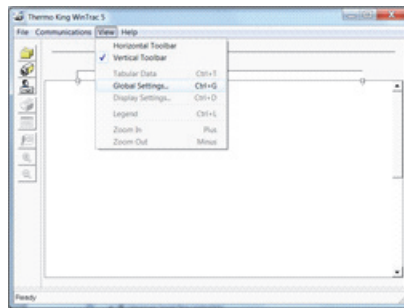 Thermo King WinTrac 5
File Communications View Help
Horizontal Toolbar
Vertical Toolbar
Tabular Data Ctrl+T
Global Settings... Ctrl+G
Display Settings... Ctrl+D
Legend Ctrl+L
Zoom In Plus
Zoom Out Minus
Ready